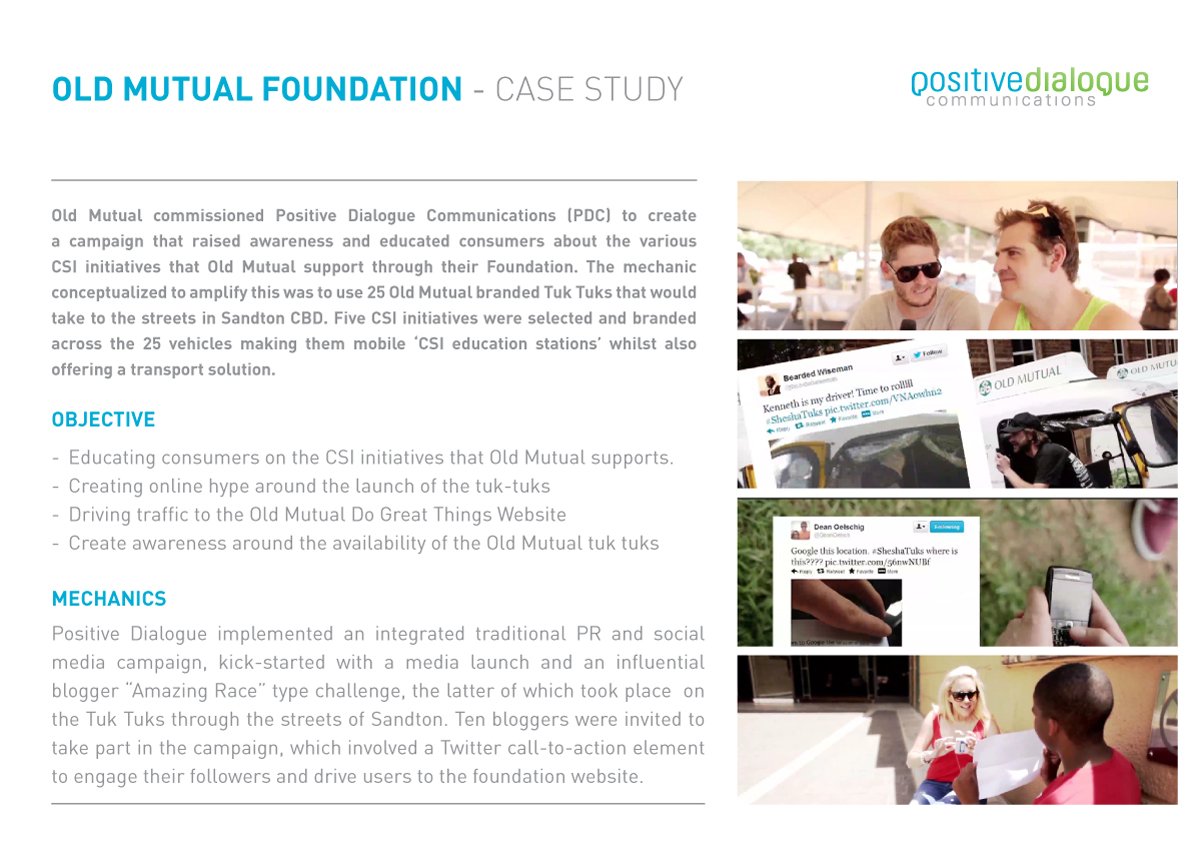 OLD MUTUAL FOUNDATION - CASE STUDY
positivedialogue
communications
Old Mutual commissioned Positive Dialogue Communications (PDC) to create
a campaign that raised awareness and educated consumers about the various
CSI initiatives that Old Mutual support through their Foundation. The mechanic
conceptualized to amplify this was to use 25 Old Mutual branded Tuk Tuks that would
take to the streets in Sandton CBD. Five CSI initiatives were selected and branded
across the 25 vehicles making them mobile ‘CSI education stations’ whilst also
offering a transport solution.
OBJECTIVE
- Educating consumers on the CSI initiatives that Old Mutual supports.
- Creating online hype around the launch of the tuk-tuks
- Driving traffic to the Old Mutual Do Great Things Website
- Create awareness around the availability of the Old Mutual tuk tuks
MECHANICS
Positive Dialogue implemented an integrated traditional PR and social
media campaign, kick-started with a media launch and an influential
blogger “Amazing Race” type challenge, the latter of which took place on
the Tuk Tuks through the streets of Sandton. Ten bloggers were invited to
take part in the campaign, which involved a Twitter call-to-action element
to engage their followers and drive users to the foundation website.
Bearded Wiseman
Follow
Kenneth is my driver! Time to rolllll
#SheshaTuks pic.twitter.com/VNAowhn2
Reply Retweet Favorite More
OLD MUTUAL
OLD MUTU
Dean Oelschig
Following
Google this location. #SheshaTuks where is
this???? pic.twitter.com/56nwNUBf
Reply Retweet Favorite More